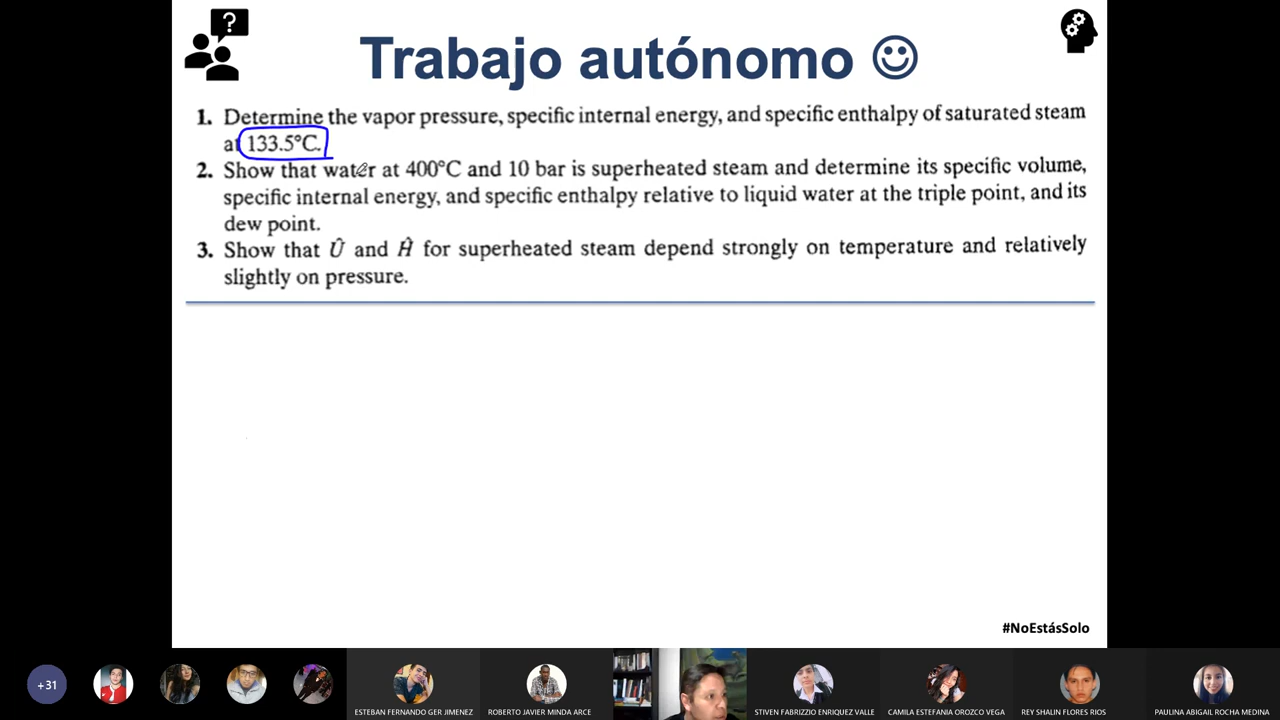 ?
Trabajo autónomo ☺
1. Determine the vapor pressure, specific internal energy, and specific enthalpy of saturated steam
at 133.5°C.
2. Show that water at 400°C and 10 bar is superheated steam and determine its specific volume,
specific internal energy, and specific enthalpy relative to liquid water at the triple point, and its
dew point.
3. Show that Û and Ĥ for superheated steam depend strongly on temperature and relatively
slightly on pressure.
#NoEstásSolo
+31
ESTEBAN FERNANDO GER JIMENEZ
ROBERTO JAVIER MINDA ARCE
STIVEN FABRIZZIO ENRIQUEZ VALLE
CAMILA ESTEFANIA OROZCO VEGA
REY SHALIN FLORES RIOS
PAULINA ABIGAIL ROCHA MEDINA